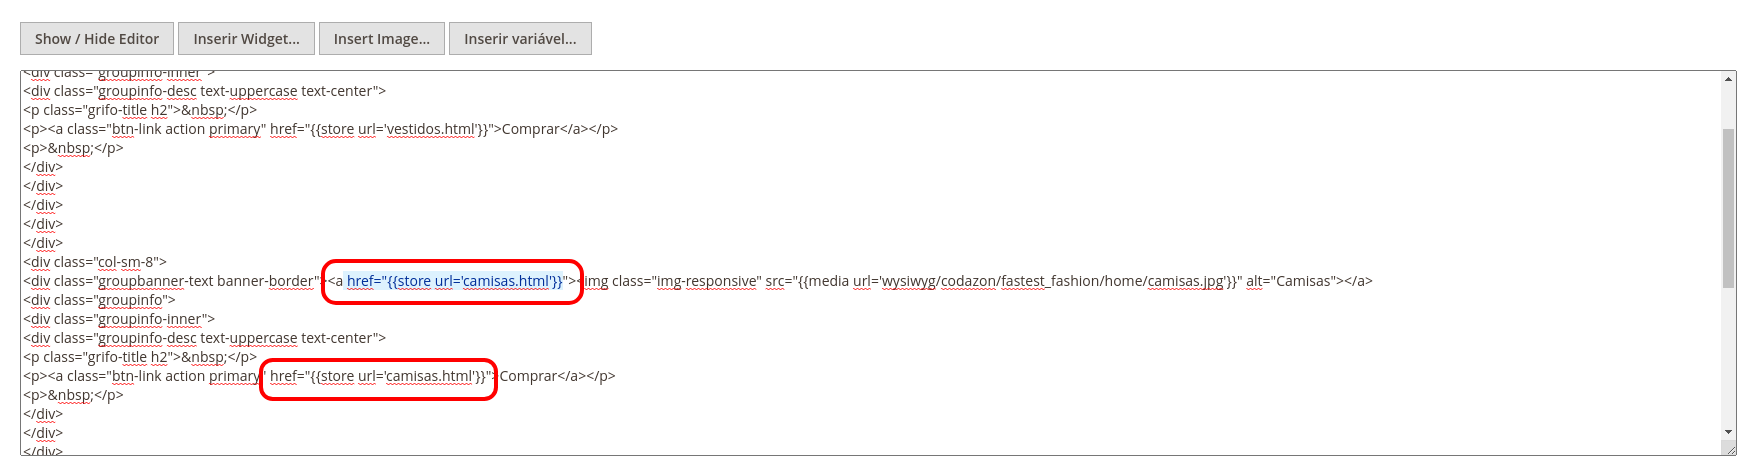 Show / Hide Editor Inserir Widget... Insert Image... Inserir variável...
<div class="groupinfo-inner">
<div class="groupinfo-desc text-uppercase text-center">
<p class="grifo-title h2">&nbsp;</p>
<p><a class="btn-link action primary" href="{{store url='vestidos.html'}}">Comprar</a></p>
<p>&nbsp;</p>
</div>
</div>
</div>
</div>
</div>
<div class="col-sm-8">
<div class="groupbanner-text banner-border"><a href="{{store url='camisas.html'}}"><img class="img-responsive" src="{{media url='wysiwyg/codazon/fastest_fashion/home/camisas.jpg'}}" alt="Camisas"></a>
<div class="groupinfo">
<div class="groupinfo-inner">
<div class="groupinfo-desc text-uppercase text-center">
<p class="grifo-title h2">&nbsp;</p>
<p><a class="btn-link action primary" href="{{store url='camisas.html'}}">Comprar</a></p>
<p>&nbsp;</p>
</div>
</div>
</div>